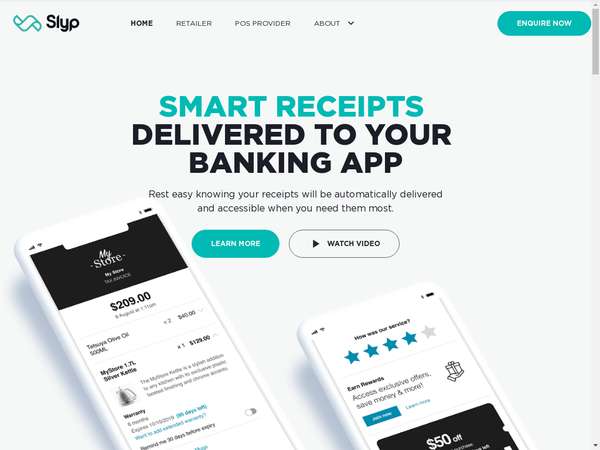 Slyp
HOME
RETAILER
POS PROVIDER
ABOUT
ENQUIRE NOW
SMART RECEIPTS
DELIVERED TO YOUR
BANKING APP
Rest easy knowing your receipts will be automatically delivered
and accessible when you need them most.
LEARN MORE
WATCH VIDEO
My
Store
My Store
TAX INVOICE
$209.00
8 August at 1.11pm
Tetsuya Olive Oil × 2 $40.00
500ML
MyStore 1.7L × 1 $129.00
Silver Kettle
The MyStore Kettle is a stylish addition
to any kitchen with its exclusive pointed
beaded finishing and chrome accents.
Warranty
6 months
Expires 10/10/2019 (90 days left)
Want to add extended warranty?
Remind me 30 days before expiry
How was our service?
Earn Rewards
Access exclusive offers,
save money & more!
Join now
Learn more
$50 off